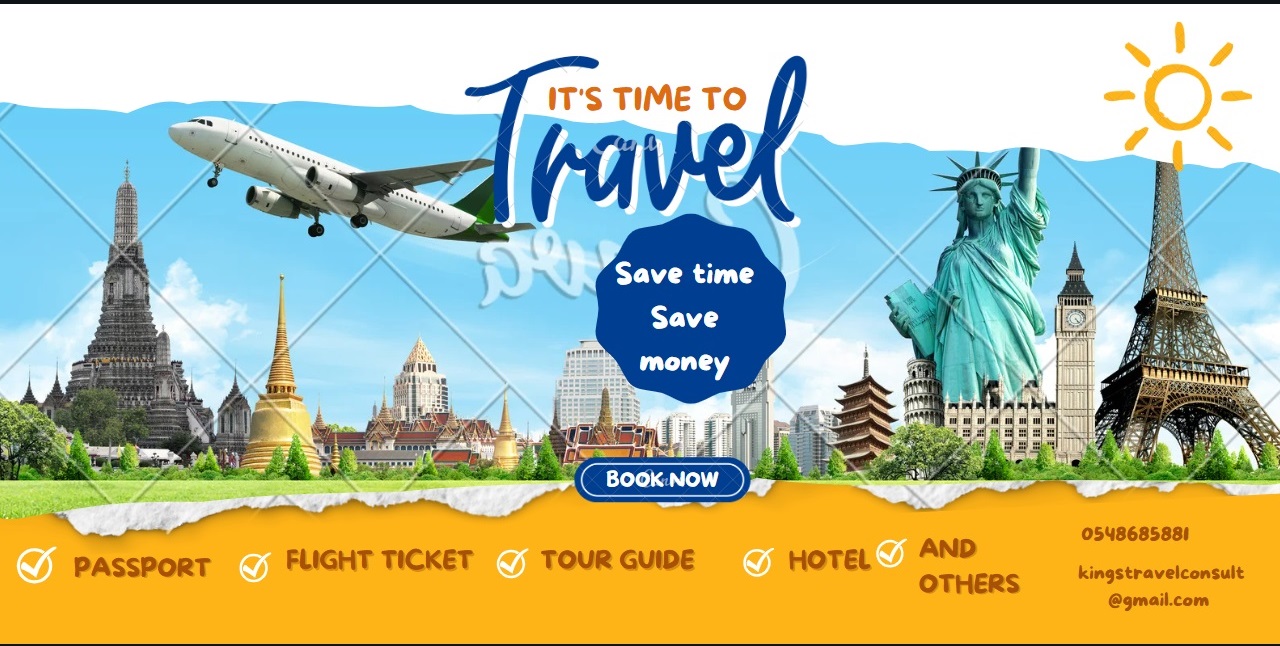 IT'S TIME TO
Travel
Save time
Save
money
BOOK NOW
PASSPORT
FLIGHT TICKET
TOUR GUIDE
HOTEL
AND
OTHERS
0548685881
kingstravelconsult
@gmail.com